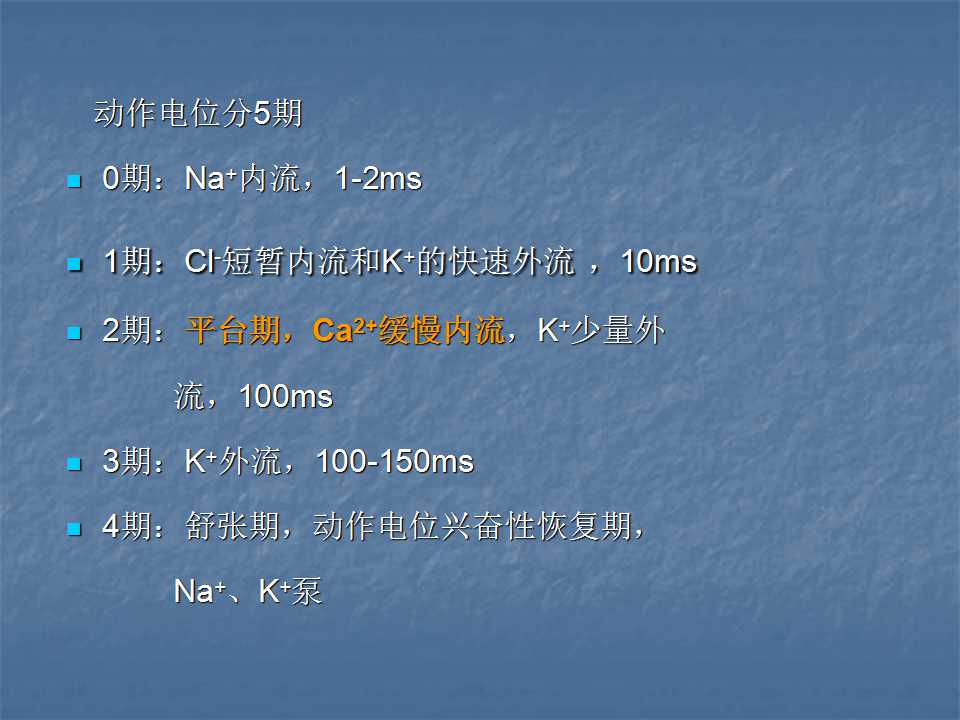 动作电位分5期
0期：Na⁺内流，1-2ms
1期：Cl⁻短暂内流和K⁺的快速外流 ，10ms
2期：平台期，Ca²⁺缓慢内流，K⁺少量外
流，100ms
3期：K⁺外流，100-150ms
4期：舒张期，动作电位兴奋性恢复期，
Na⁺、K⁺泵